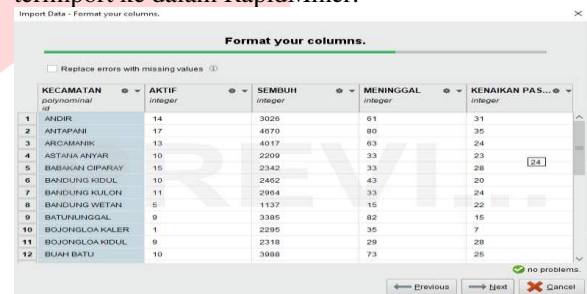 termiport ke dalam RapidMiner.
Import Data - Format your columns.
Format your columns.
Replace errors with missing values
KECAMATAN AKTIF SEMBUH MENINGGAL KENAIKAN PAS...
polynominal integer integer integer integer
id
1 ANDIR 14 3026 61 31
2 ANTAPANI 17 4670 80 35
3 ARCAMANIK 13 4017 63 24
4 ASTANA ANYAR 10 2209 33 23
24
5 BABAKAN CIPARAY 15 2342 33 28
6 BANDUNG KIDUL 10 2462 43 20
7 BANDUNG KULON 11 2964 33 24
8 BANDUNG WETAN 5 1137 15 22
9 BATUNUNGGAL 9 3385 82 15
10 BOJONGLOA KALER 1 2295 35 7
11 BOJONGLOA KIDUL 9 2318 29 28
12 BUAH BATU 10 3988 73 25
no problems.
Previous Next Cancel